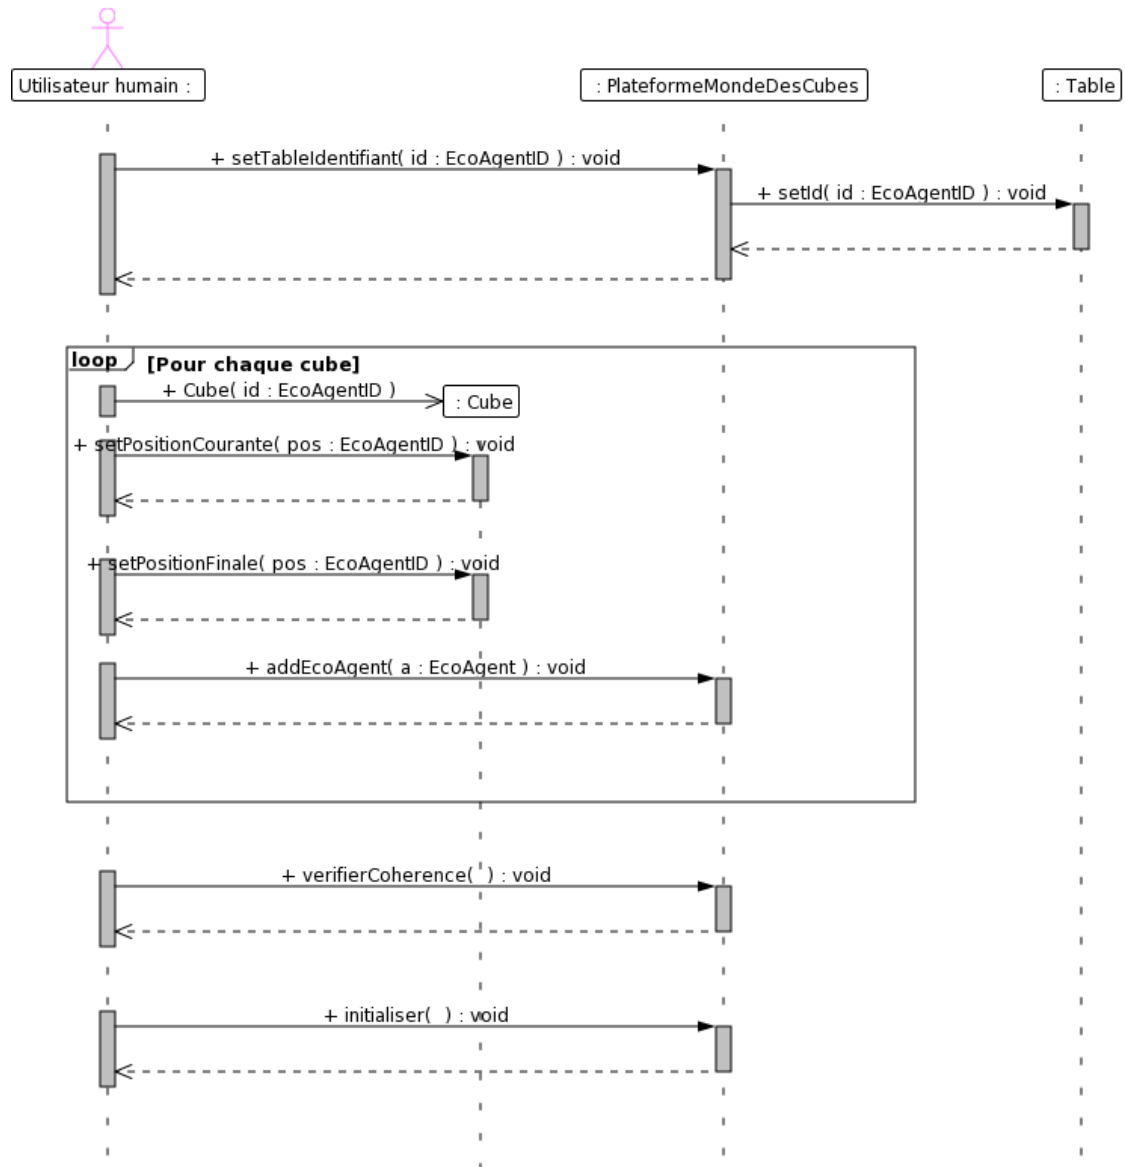 Utilisateur humain :
: PlateformeMondeDesCubes
: Table
+ setTableIdentifiant( id : EcoAgentID ) : void
+ setId( id : EcoAgentID ) : void
loop [Pour chaque cube]
+ Cube( id : EcoAgentID )
: Cube
+ setPositionCourante( pos : EcoAgentID ) : void
+ setPositionFinale( pos : EcoAgentID ) : void
+ addEcoAgent( a : EcoAgent ) : void
+ verifierCoherence( ) : void
+ initialiser( ) : void